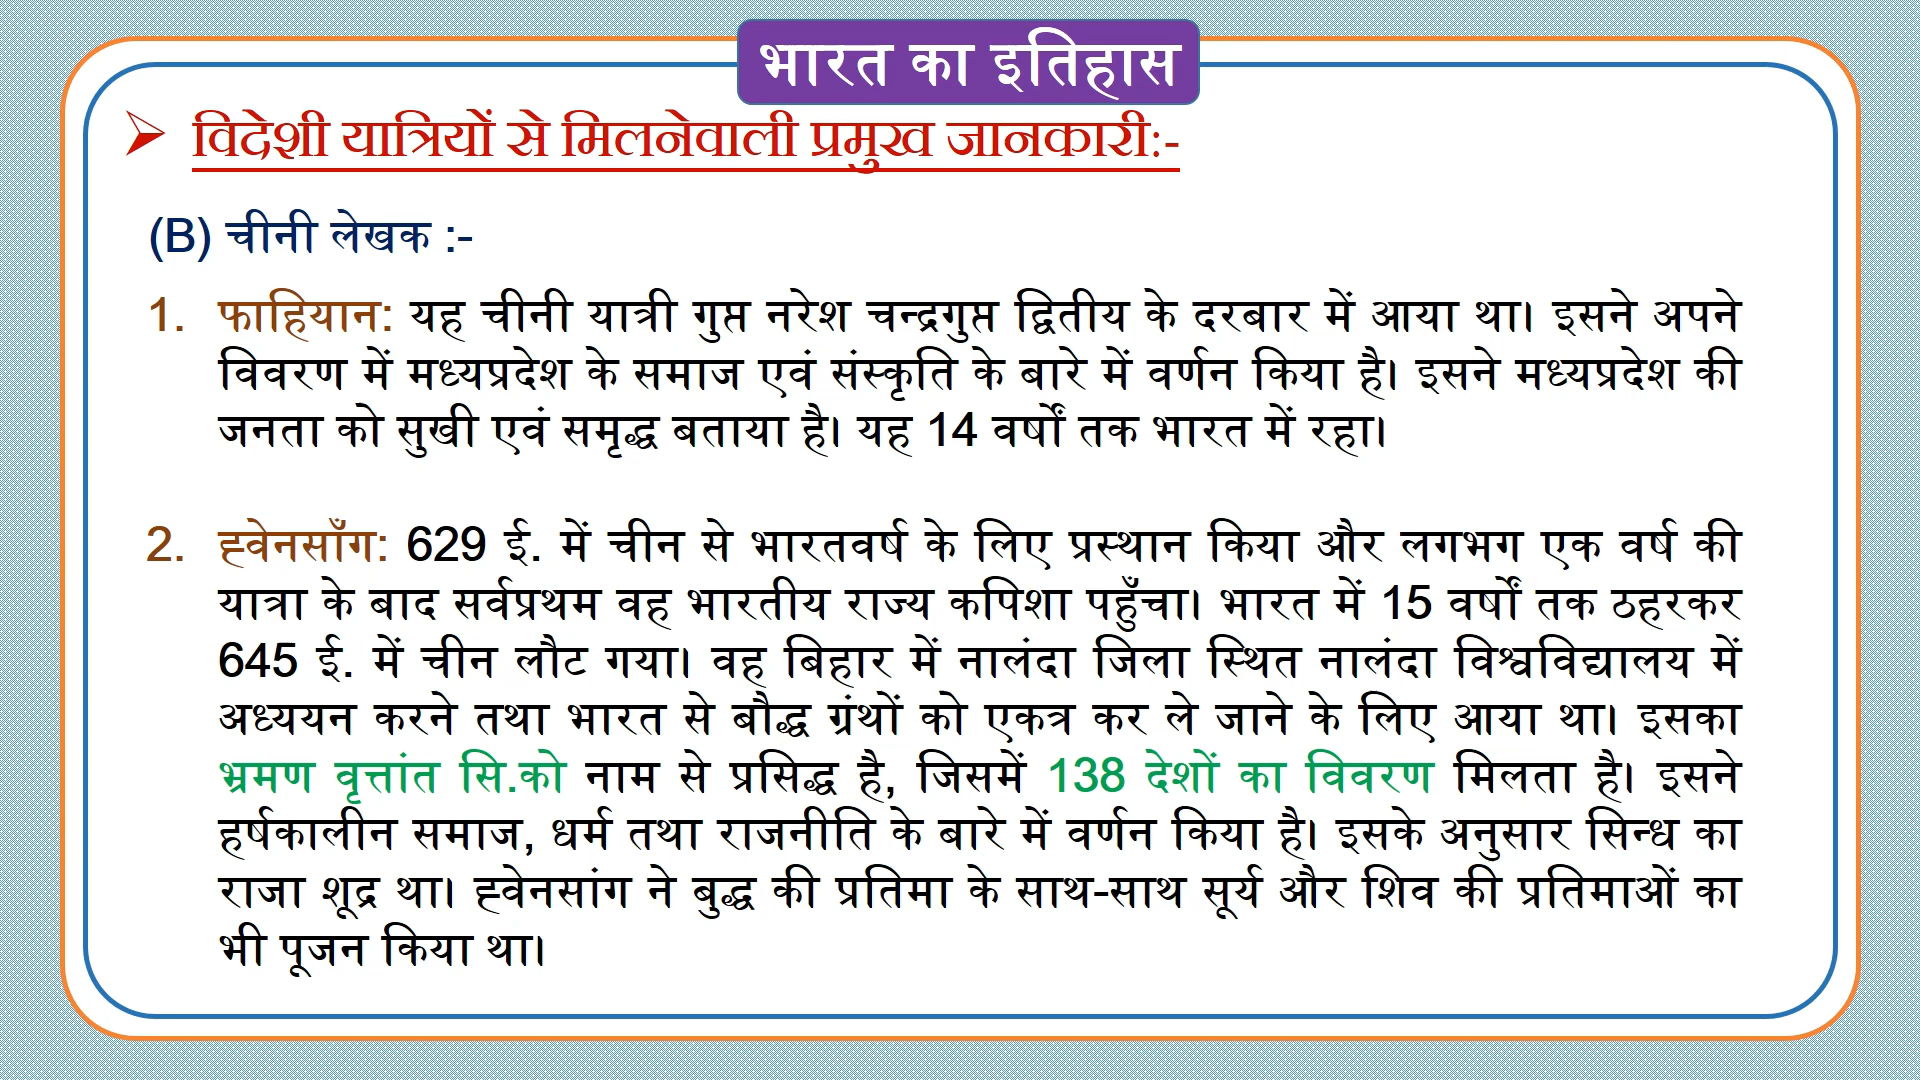 भारत का इतिहास
विदेशी यात्रियों से मिलनेवाली प्रमुख जानकारी:-
(B) चीनी लेखक :-
1. फाहियान: यह चीनी यात्री गुप्त नरेश चन्द्रगुप्त द्वितीय के दरबार में आया था। इसने अपने
विवरण में मध्यप्रदेश के समाज एवं संस्कृति के बारे में वर्णन किया है। इसने मध्यप्रदेश की
जनता को सुखी एवं समृद्ध बताया है। यह 14 वर्षों तक भारत में रहा।
2. ह्वेनसाँग: 629 ई. में चीन से भारतवर्ष के लिए प्रस्थान किया और लगभग एक वर्ष की
यात्रा के बाद सर्वप्रथम वह भारतीय राज्य कपिशा पहुँचा। भारत में 15 वर्षों तक ठहरकर
645 ई. में चीन लौट गया। वह बिहार में नालंदा जिला स्थित नालंदा विश्वविद्यालय में
अध्ययन करने तथा भारत से बौद्ध ग्रंथों को एकत्र कर ले जाने के लिए आया था। इसका
भ्रमण वृत्तांत सि.को नाम से प्रसिद्ध है, जिसमें 138 देशों का विवरण मिलता है। इसने
हर्षकालीन समाज, धर्म तथा राजनीति के बारे में वर्णन किया है। इसके अनुसार सिन्ध का
राजा शूद्र था। ह्वेनसांग ने बुद्ध की प्रतिमा के साथ-साथ सूर्य और शिव की प्रतिमाओं का
भी पूजन किया था।